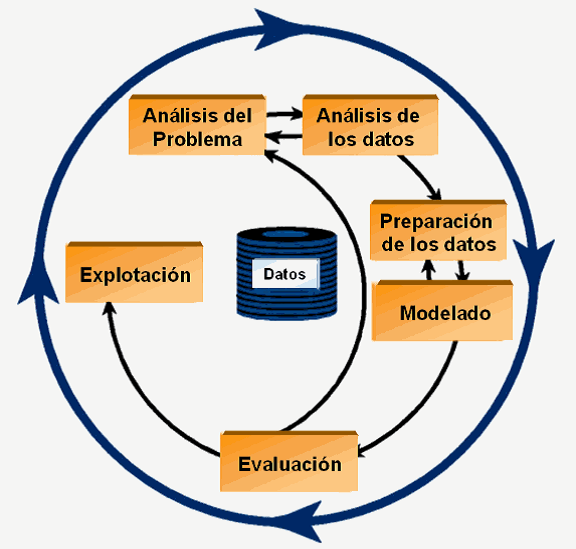 Análisis del
Problema
Análisis de
los datos
Preparación
de los datos
Explotación
Datos
Modelado
Evaluación